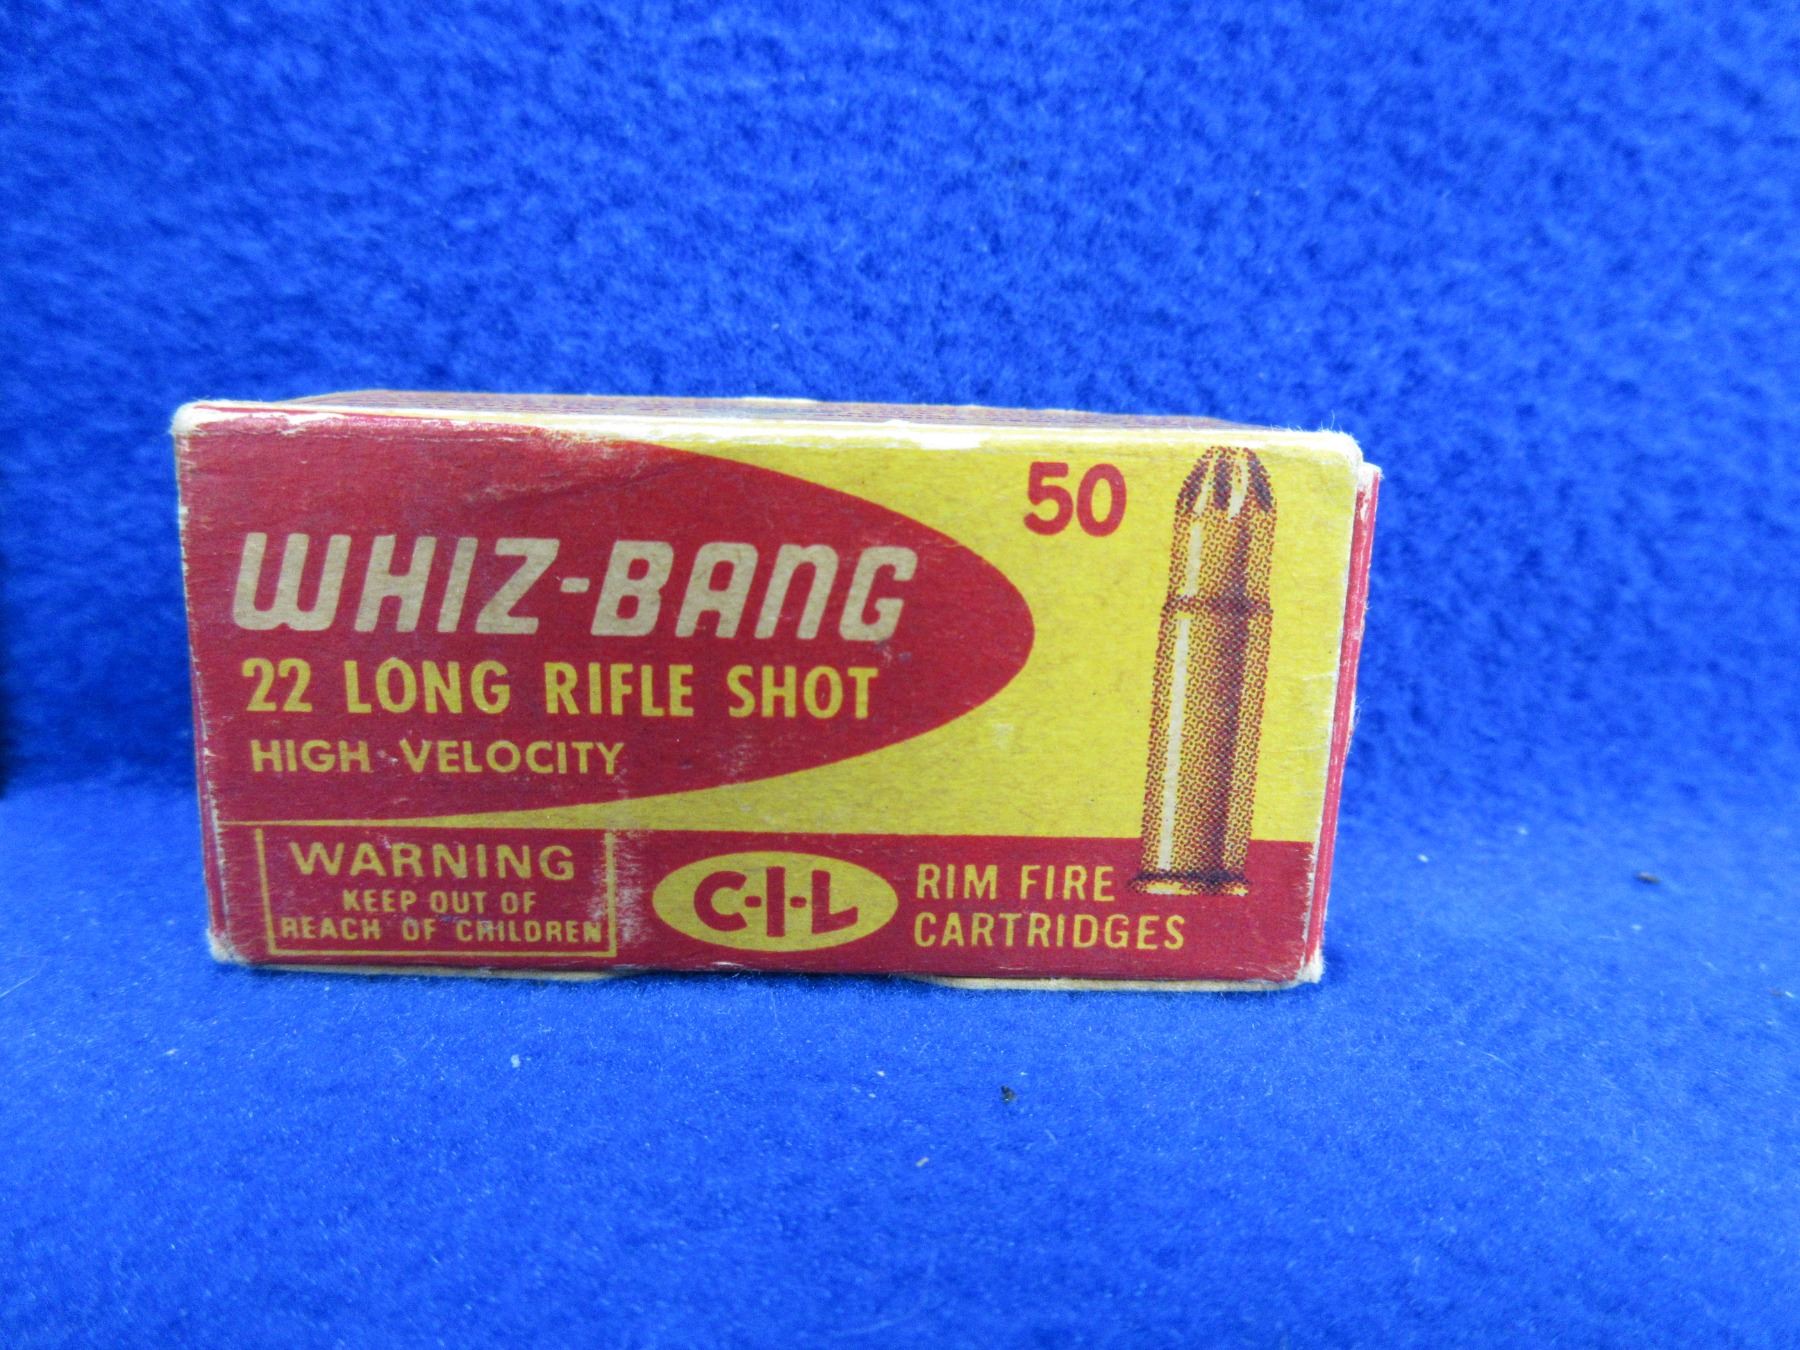 50
WHIZ-BANG
22 LONG RIFLE SHOT
HIGH VELOCITY
WARNING
KEEP OUT OF
REACH OF CHILDREN
C-I-L
RIM FIRE
CARTRIDGES